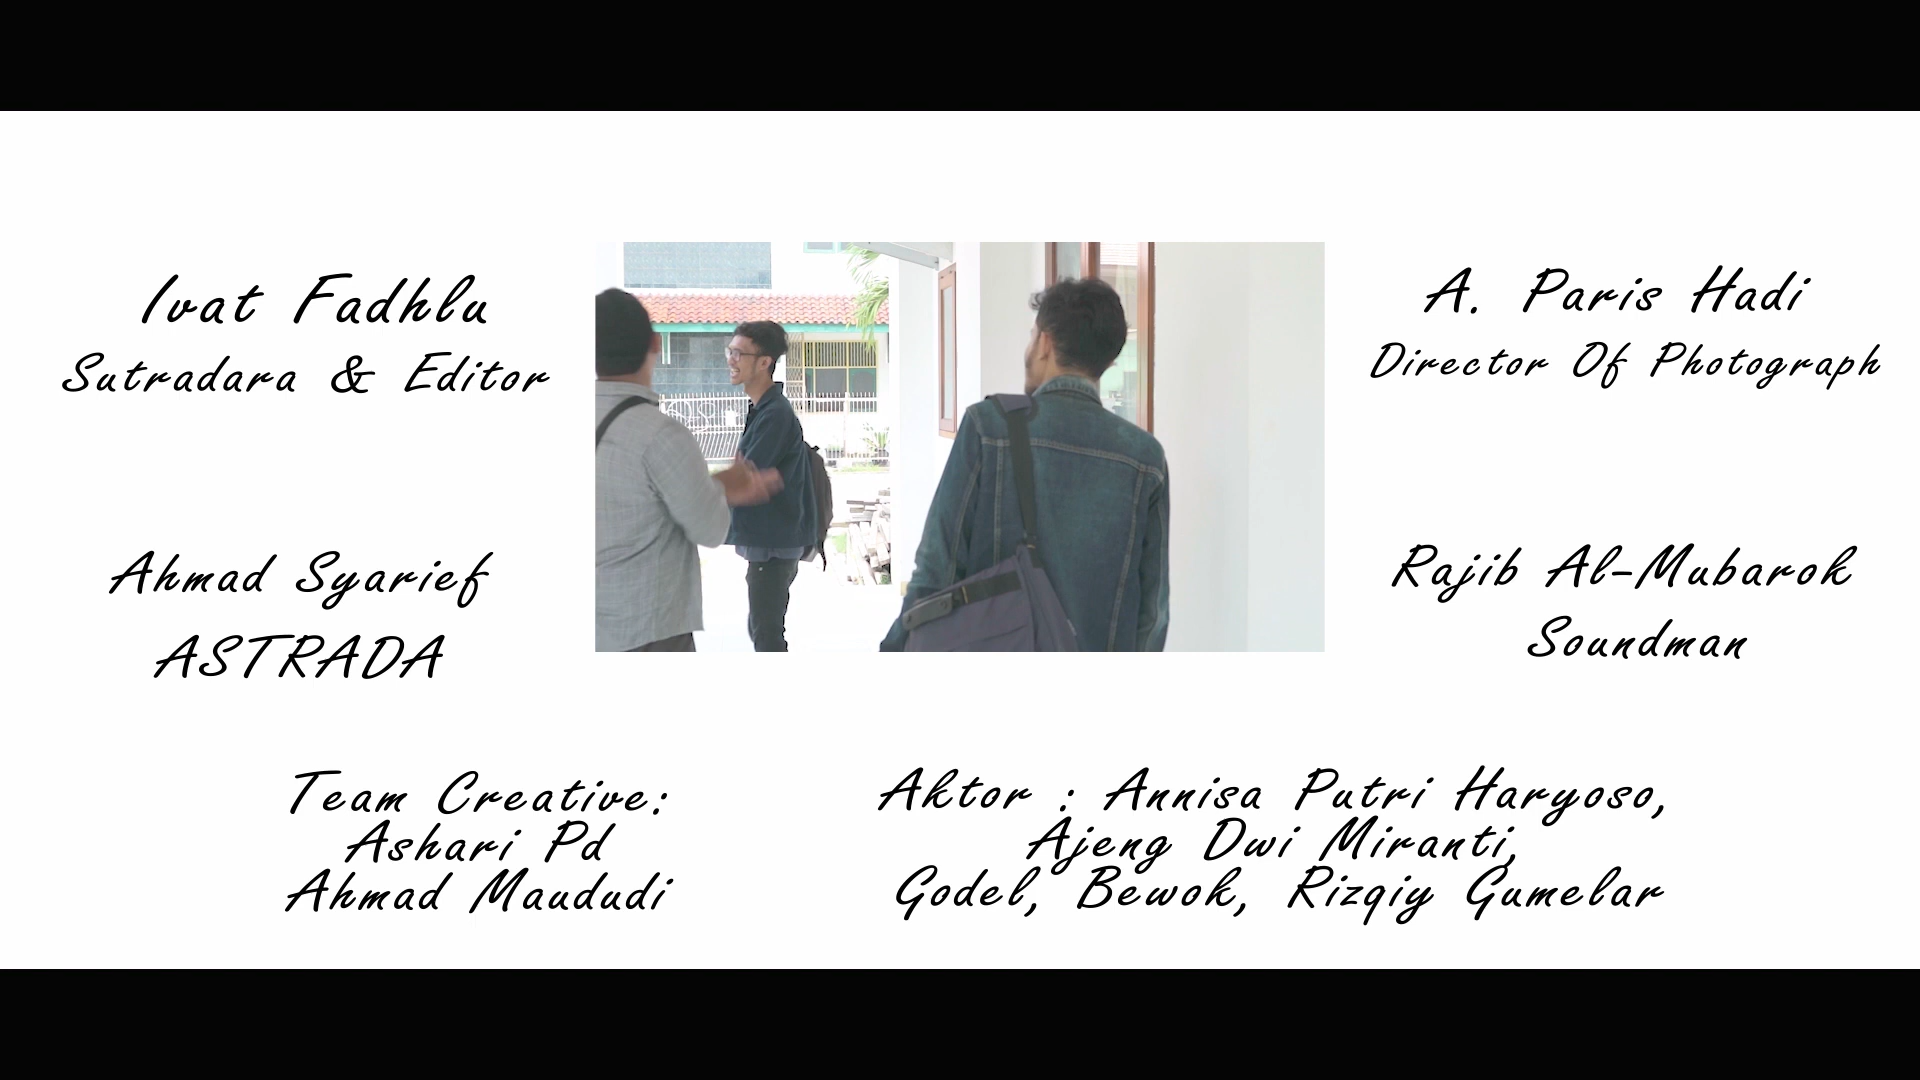 Ivat Fadhlu
Sutradara & Editor
A. Paris Hadi
Director Of Photograph
Ahmad Syarief
ASTRADA
Rajib Al-Mubarok
Soundman
Team Creative:
Ashari Pd
Ahmad Maududi
Aktor : Annisa Putri Haryoso,
Ajeng Dwi Miranti,
Godel, Bewok, Rizqiy Gumelar